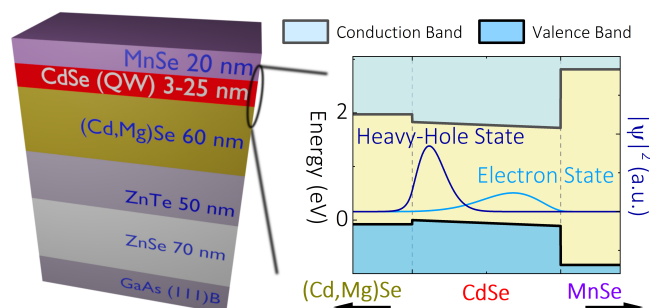 MnSe 20 nm
CdSe (QW) 3-25 nm
(Cd,Mg)Se 60 nm
ZnTe 50 nm
ZnSe 70 nm
GaAs (111)B
Conduction Band
Valence Band
Energy (eV)
2
0
Heavy-Hole State
Electron State
|Ψ|² (a.u.)
(Cd,Mg)Se
CdSe
MnSe